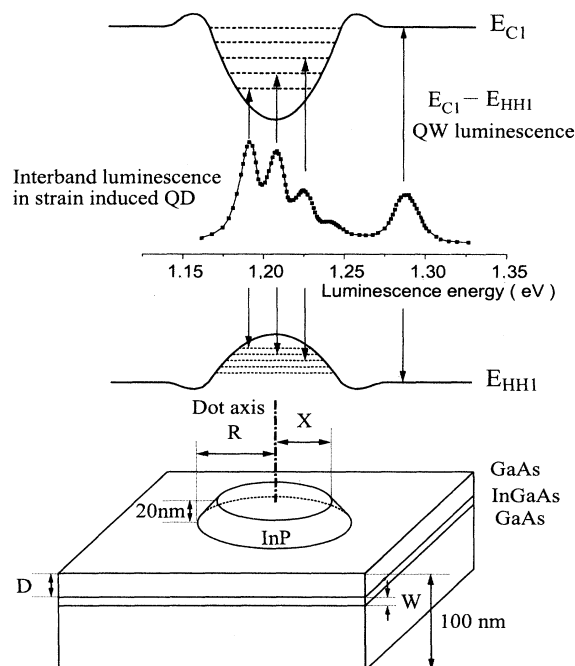 E_C1
E_C1 − E_HH1
QW luminescence
Interband luminescence
in strain induced QD
1.15
1,20
1,25
1.30
1.35
Luminescence energy ( eV )
E_HH1
Dot axis
R
X
GaAs
InGaAs
GaAs
20nm
InP
D
W
100 nm